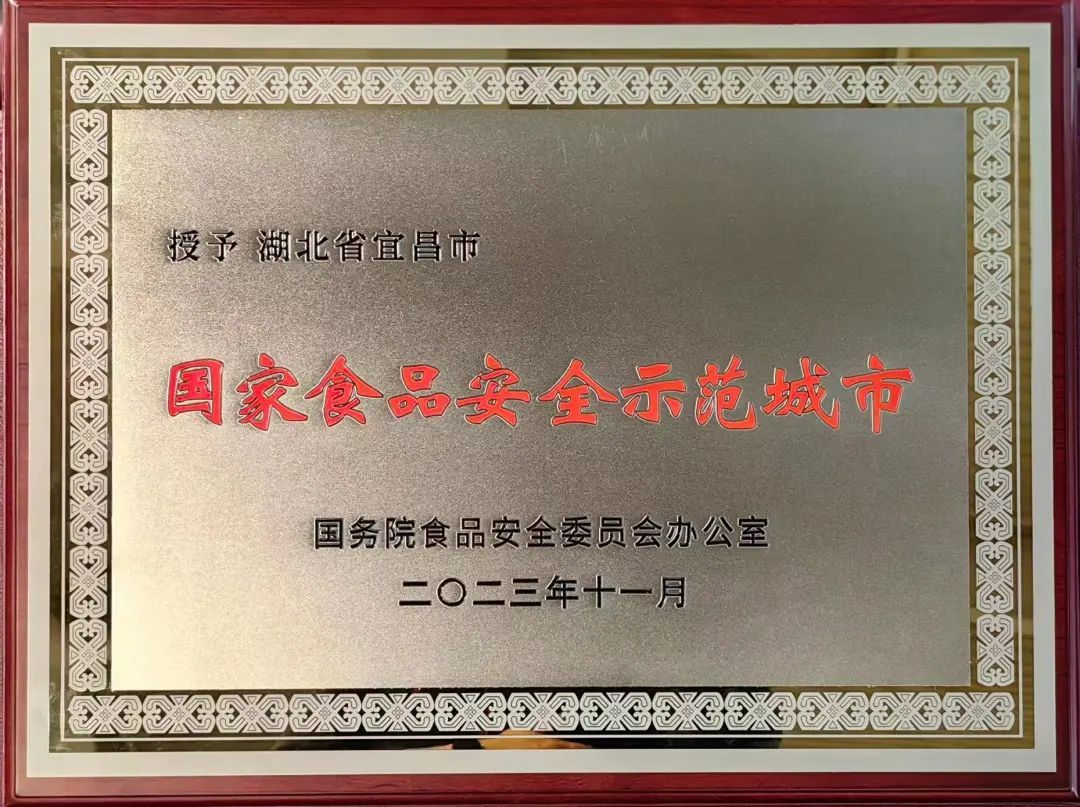 授予 湖北省宜昌市
国家食品安全示范城市
国务院食品安全委员会办公室
二〇二三年十一月